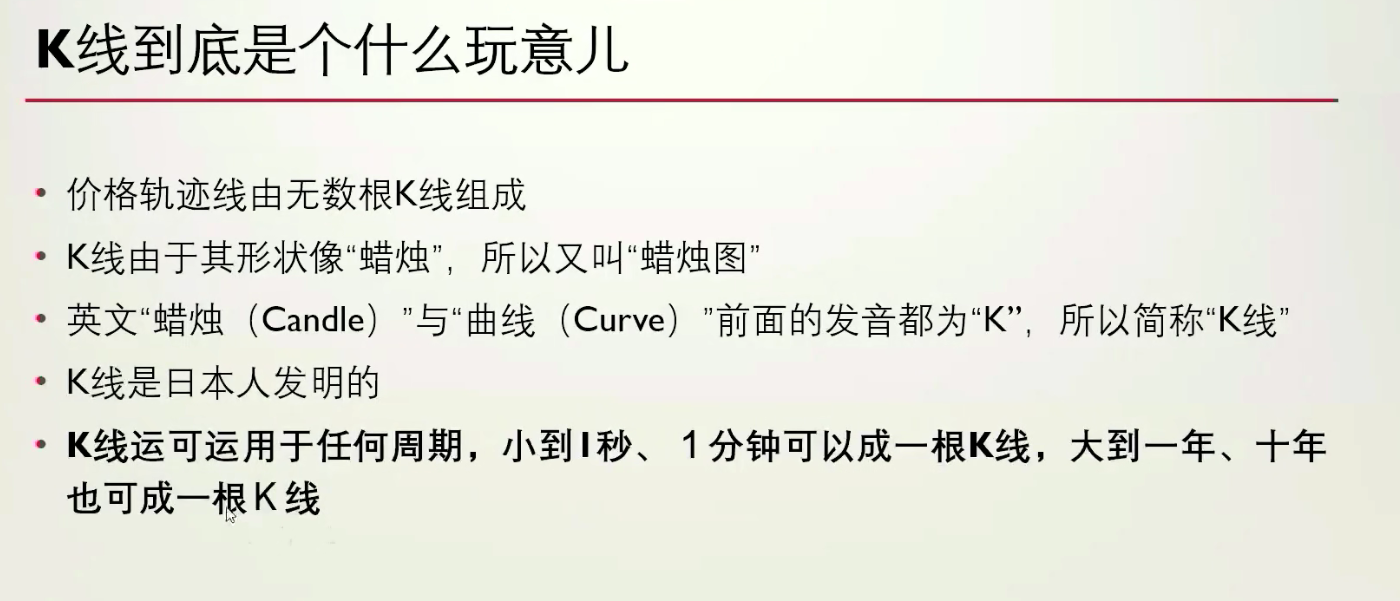 K线到底是个什么玩意儿
• 价格轨迹线由无数根K线组成
• K线由于其形状像“蜡烛”，所以又叫“蜡烛图”
• 英文“蜡烛（Candle）”与“曲线（Curve）”前面的发音都为“K”，所以简称“K线”
• K线是日本人发明的
• K线运可运用于任何周期，小到1秒、 1 分钟可以成一根K线，大到一年、十年
也可成一根 K 线